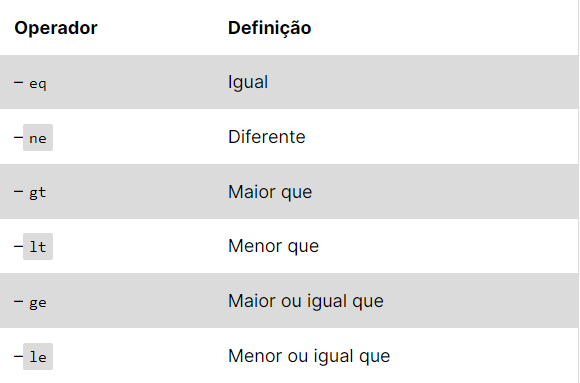 Operador Definição
– eq Igual
– ne Diferente
– gt Maior que
– lt Menor que
– ge Maior ou igual que
– le Menor ou igual que